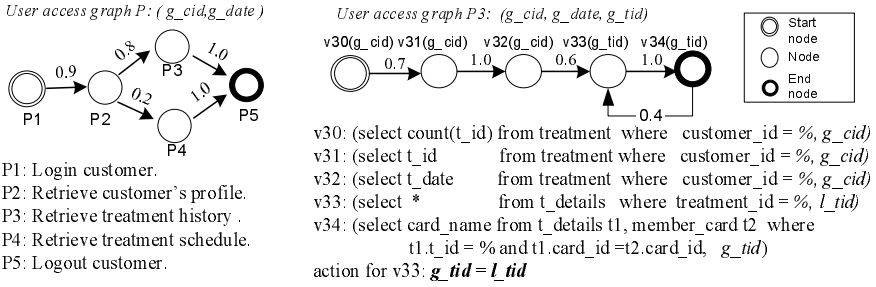 User access graph P: ( g_cid,g_date )
0.9
0.8
0.2
1.0
1.0
P1
P2
P3
P4
P5
P1: Login customer.
P2: Retrieve customer's profile.
P3: Retrieve treatment history .
P4: Retrieve treatment schedule.
P5: Logout customer.
User access graph P3: (g_cid, g_date, g_tid)
v30(g_cid) v31(g_cid) v32(g_cid) v33(g_tid) v34(g_tid)
0.7 1.0 0.6 1.0
0.4
Start node
Node
End node
v30: (select count(t_id) from treatment where customer_id = %, g_cid)
v31: (select t_id from treatment where customer_id = %, g_cid)
v32: (select t_date from treatment where customer_id = %, g_cid)
v33: (select * from t_details where treatment_id = %, l_tid)
v34: (select card_name from t_details t1, member_card t2 where
t1.t_id = % and t1.card_id =t2.card_id, g_tid)
action for v33: g_tid = l_tid